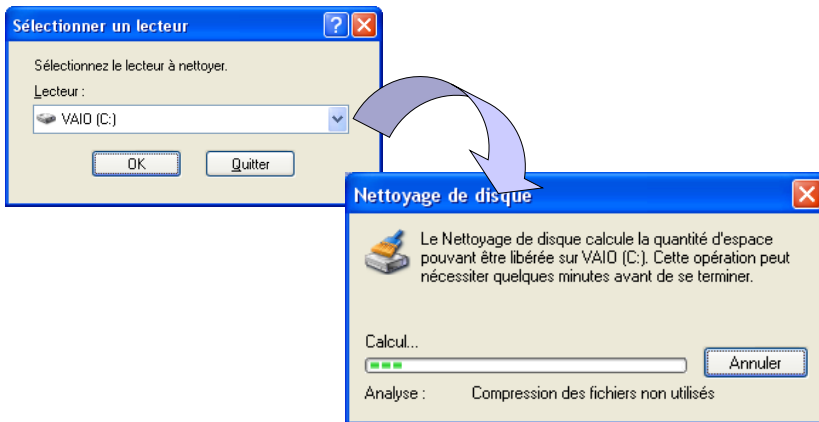 Sélectionner un lecteur
Sélectionnez le lecteur à nettoyer.
Lecteur :
VAIO (C:)
OK
Quitter
Nettoyage de disque
Le Nettoyage de disque calcule la quantité d'espace
pouvant être libérée sur VAIO (C:). Cette opération peut
nécessiter quelques minutes avant de se terminer.
Calcul...
Annuler
Analyse :
Compression des fichiers non utilisés